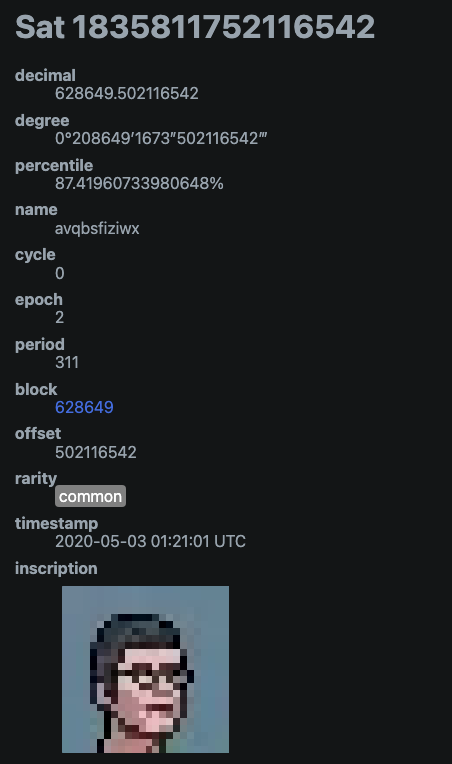 Sat 1835811752116542
decimal
628649.502116542
degree
0°208649′1673″502116542‴
percentile
87.41960733980648%
name
avqbsfiziwx
cycle
0
epoch
2
period
311
block
628649
offset
502116542
rarity
common
timestamp
2020-05-03 01:21:01 UTC
inscription